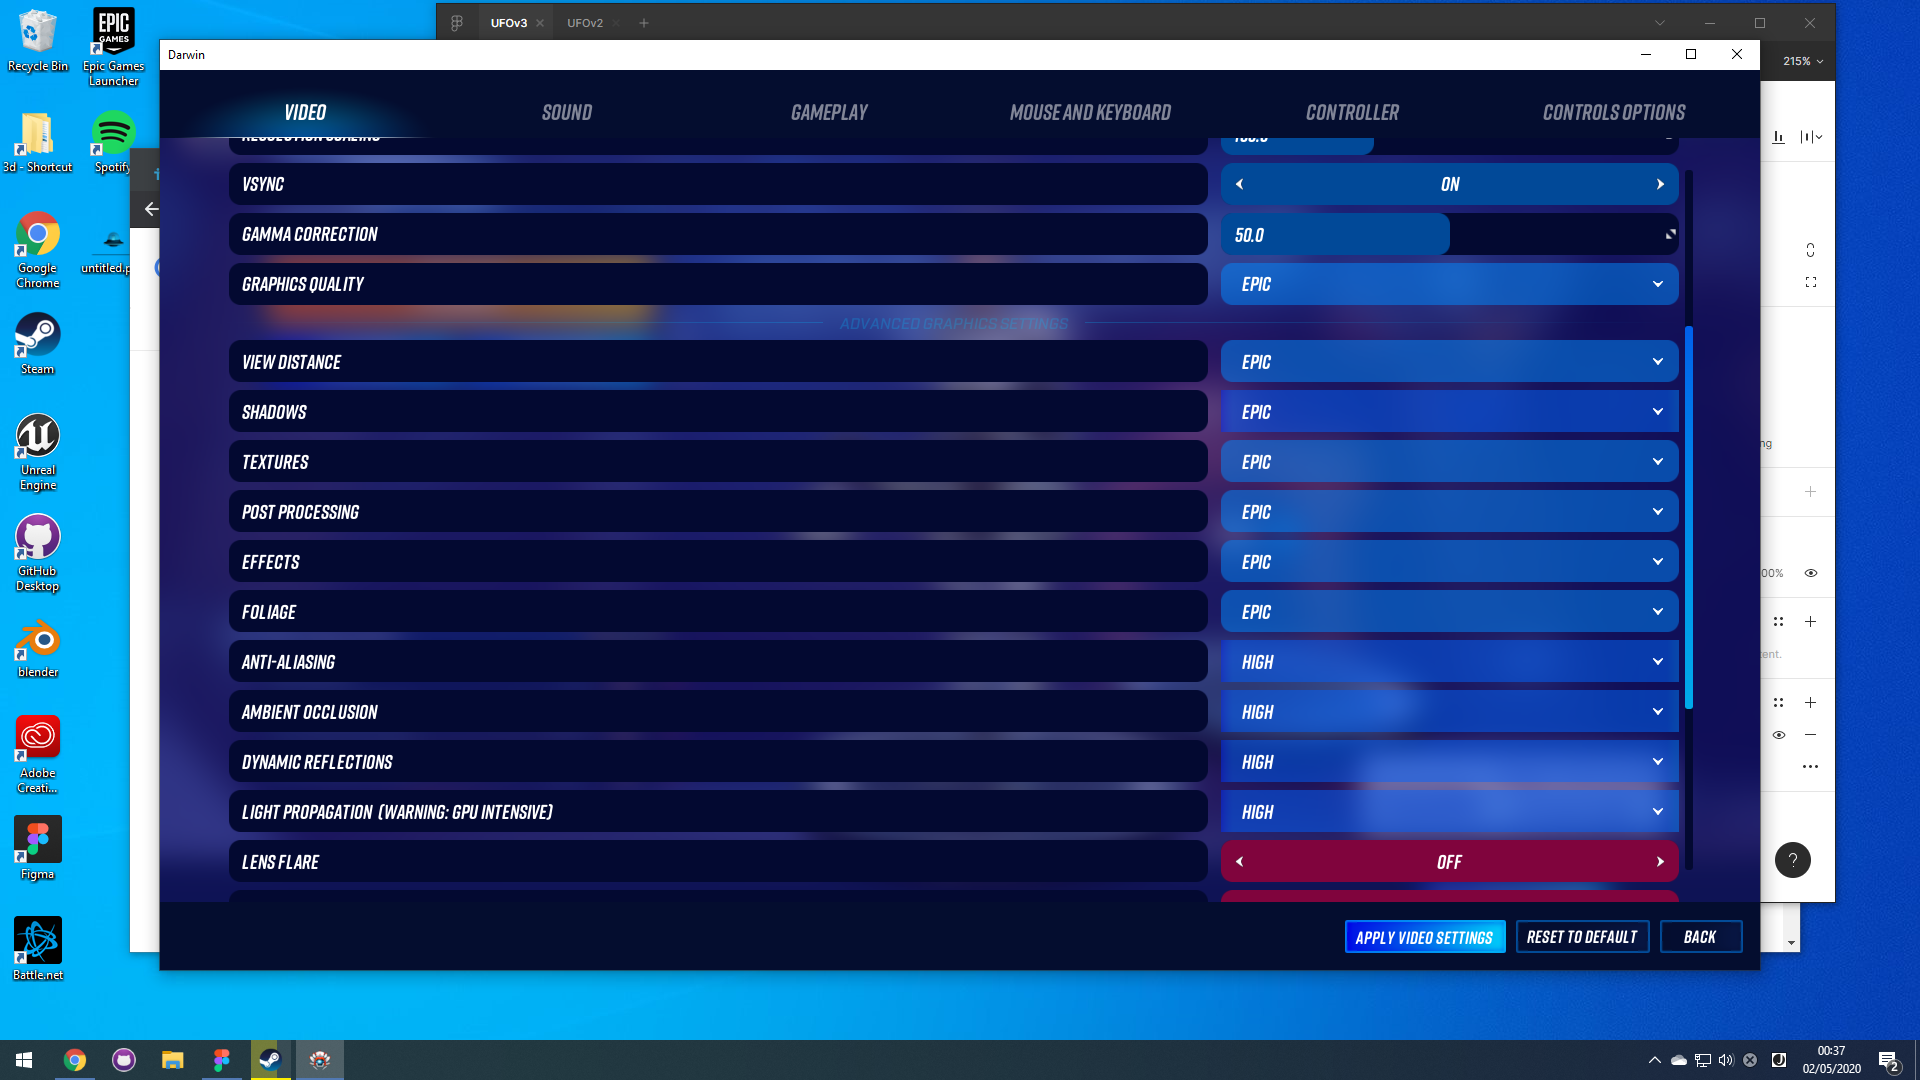 UFOv3
UFOv2
Darwin
215%
VIDEO
SOUND
GAMEPLAY
MOUSE AND KEYBOARD
CONTROLLER
CONTROLS OPTIONS
VSYNC
ON
GAMMA CORRECTION
50.0
GRAPHICS QUALITY
EPIC
ADVANCED GRAPHICS SETTINGS
VIEW DISTANCE
EPIC
SHADOWS
EPIC
TEXTURES
EPIC
POST PROCESSING
EPIC
EFFECTS
EPIC
FOLIAGE
EPIC
ANTI-ALIASING
HIGH
AMBIENT OCCLUSION
HIGH
DYNAMIC REFLECTIONS
HIGH
LIGHT PROPAGATION (WARNING: GPU INTENSIVE)
HIGH
LENS FLARE
OFF
APPLY VIDEO SETTINGS
RESET TO DEFAULT
BACK
Recycle Bin
EPIC
GAMES
Epic Games
Launcher
3d - Shortcut
Spotify
Google
Chrome
untitled.p
Steam
Unreal
Engine
GitHub
Desktop
blender
Adobe
Creati...
Figma
Battle.net
ng
00%
ent.
?
00:37
02/05/2020
2